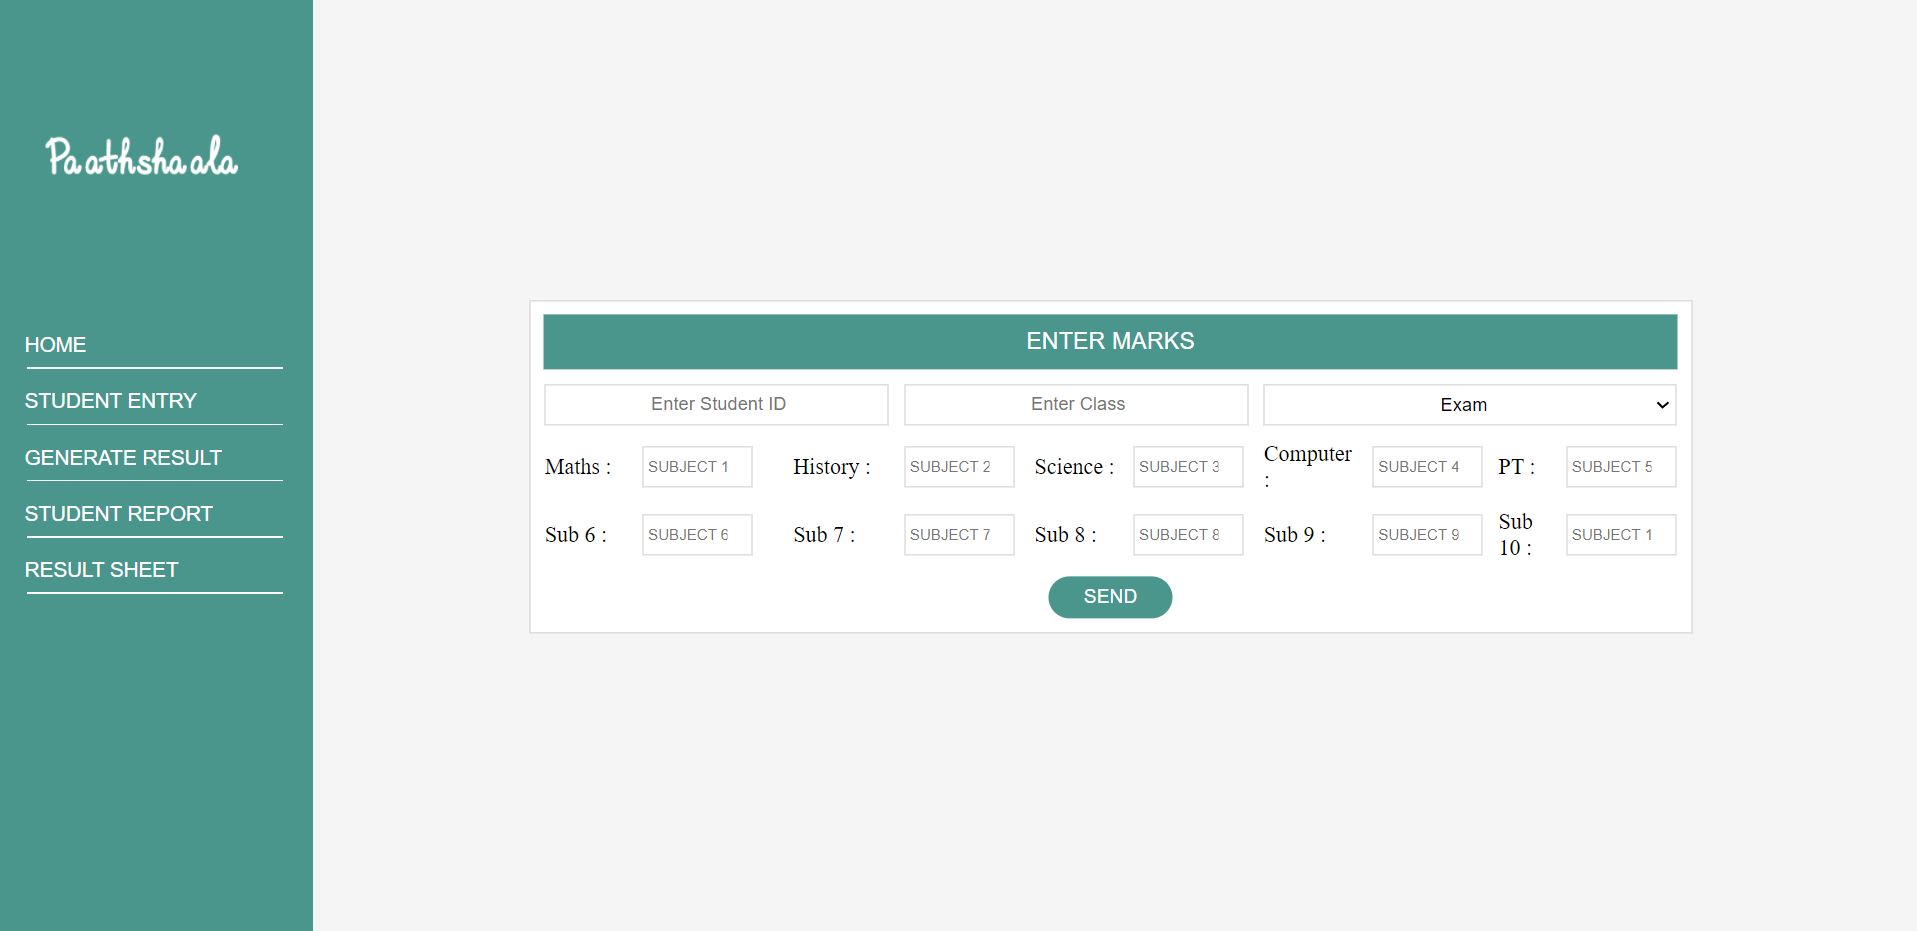 Paathshaala
HOME
STUDENT ENTRY
GENERATE RESULT
STUDENT REPORT
RESULT SHEET
ENTER MARKS
Enter Student ID Enter Class Exam
Maths : SUBJECT 1 History : SUBJECT 2 Science : SUBJECT 3 Computer : SUBJECT 4 PT : SUBJECT 5
Sub 6 : SUBJECT 6 Sub 7 : SUBJECT 7 Sub 8 : SUBJECT 8 Sub 9 : SUBJECT 9 Sub 10 : SUBJECT 1
SEND